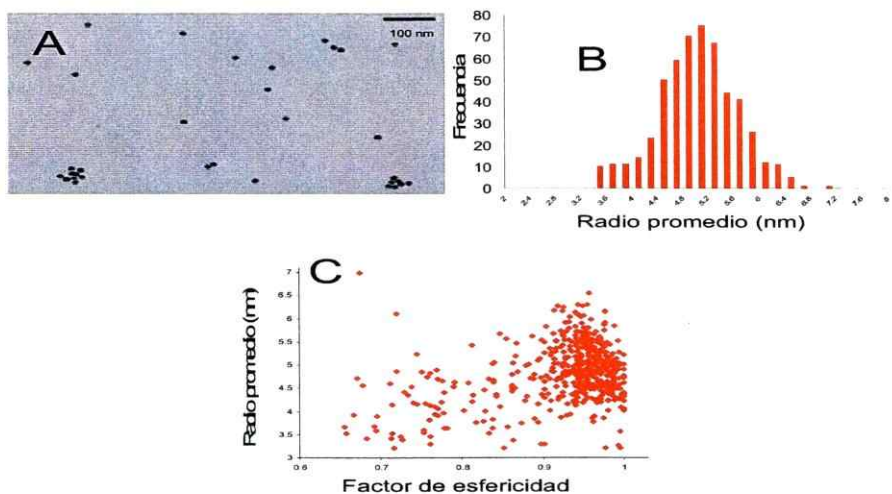 A
100 nm
B
Frecuencia
80
70
60
50
40
30
20
10
0
2 2.4 2.8 3.2 3.6 4 4.4 4.8 5.2 5.6 6 6.4 6.8 7.2 7.6 8
Radio promedio (nm)
C
Radio promedio (nm)
7
6.5
6
5.5
5
4.5
4
3.5
3
0.6 0.7 0.8 0.9 1
Factor de esfericidad